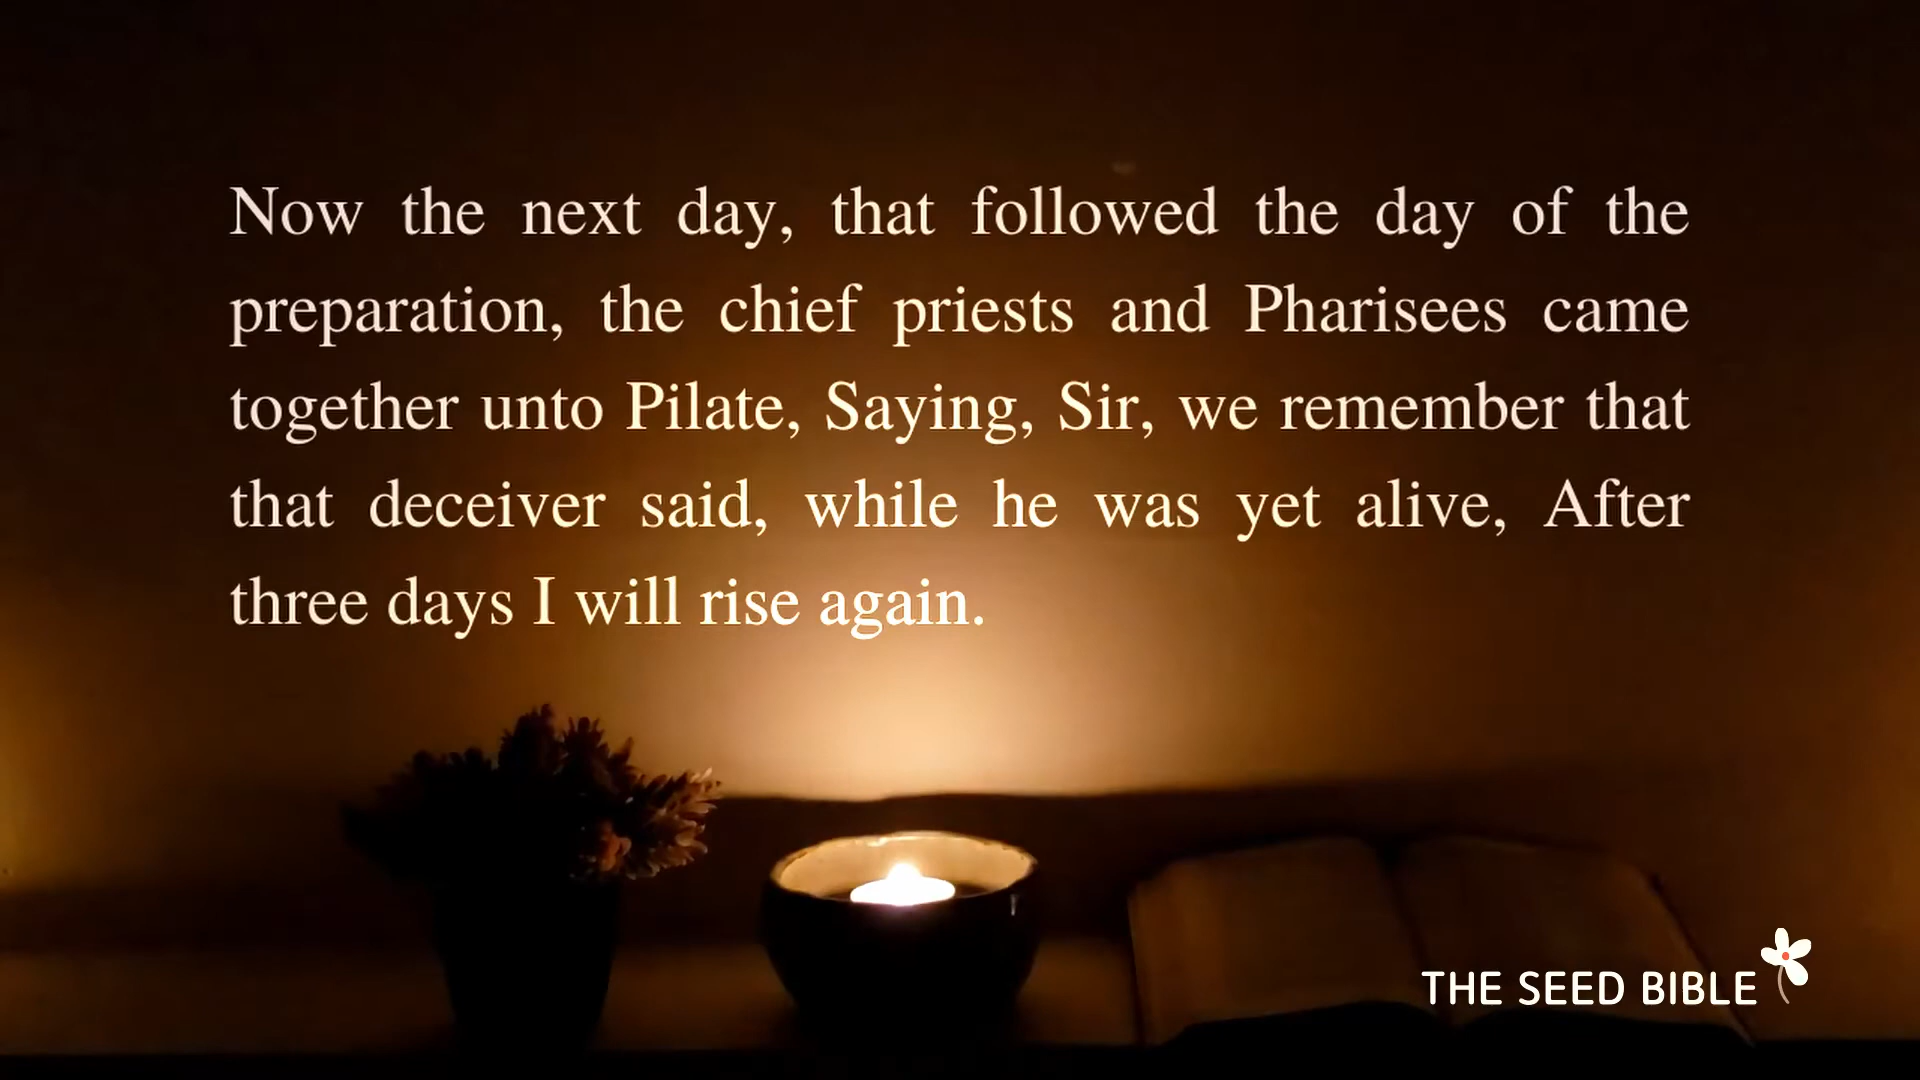 Now the next day, that followed the day of the
preparation, the chief priests and Pharisees came
together unto Pilate, Saying, Sir, we remember that
that deceiver said, while he was yet alive, After
three days I will rise again.
THE SEED BIBLE